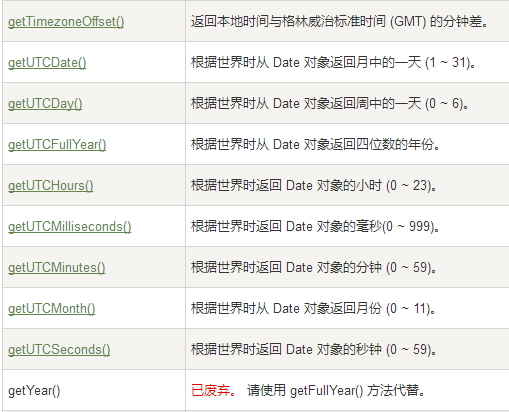 getTimezoneOffset() 返回本地时间与格林威治标准时间 (GMT) 的分钟差。
getUTCDate() 根据世界时从 Date 对象返回月中的一天 (1 ~ 31)。
getUTCDay() 根据世界时从 Date 对象返回周中的一天 (0 ~ 6)。
getUTCFullYear() 根据世界时从 Date 对象返回四位数的年份。
getUTCHours() 根据世界时返回 Date 对象的小时 (0 ~ 23)。
getUTCMilliseconds() 根据世界时返回 Date 对象的毫秒(0 ~ 999)。
getUTCMinutes() 根据世界时返回 Date 对象的分钟 (0 ~ 59)。
getUTCMonth() 根据世界时从 Date 对象返回月份 (0 ~ 11)。
getUTCSeconds() 根据世界时返回 Date 对象的秒钟 (0 ~ 59)。
getYear() 已废弃。 请使用 getFullYear() 方法代替。